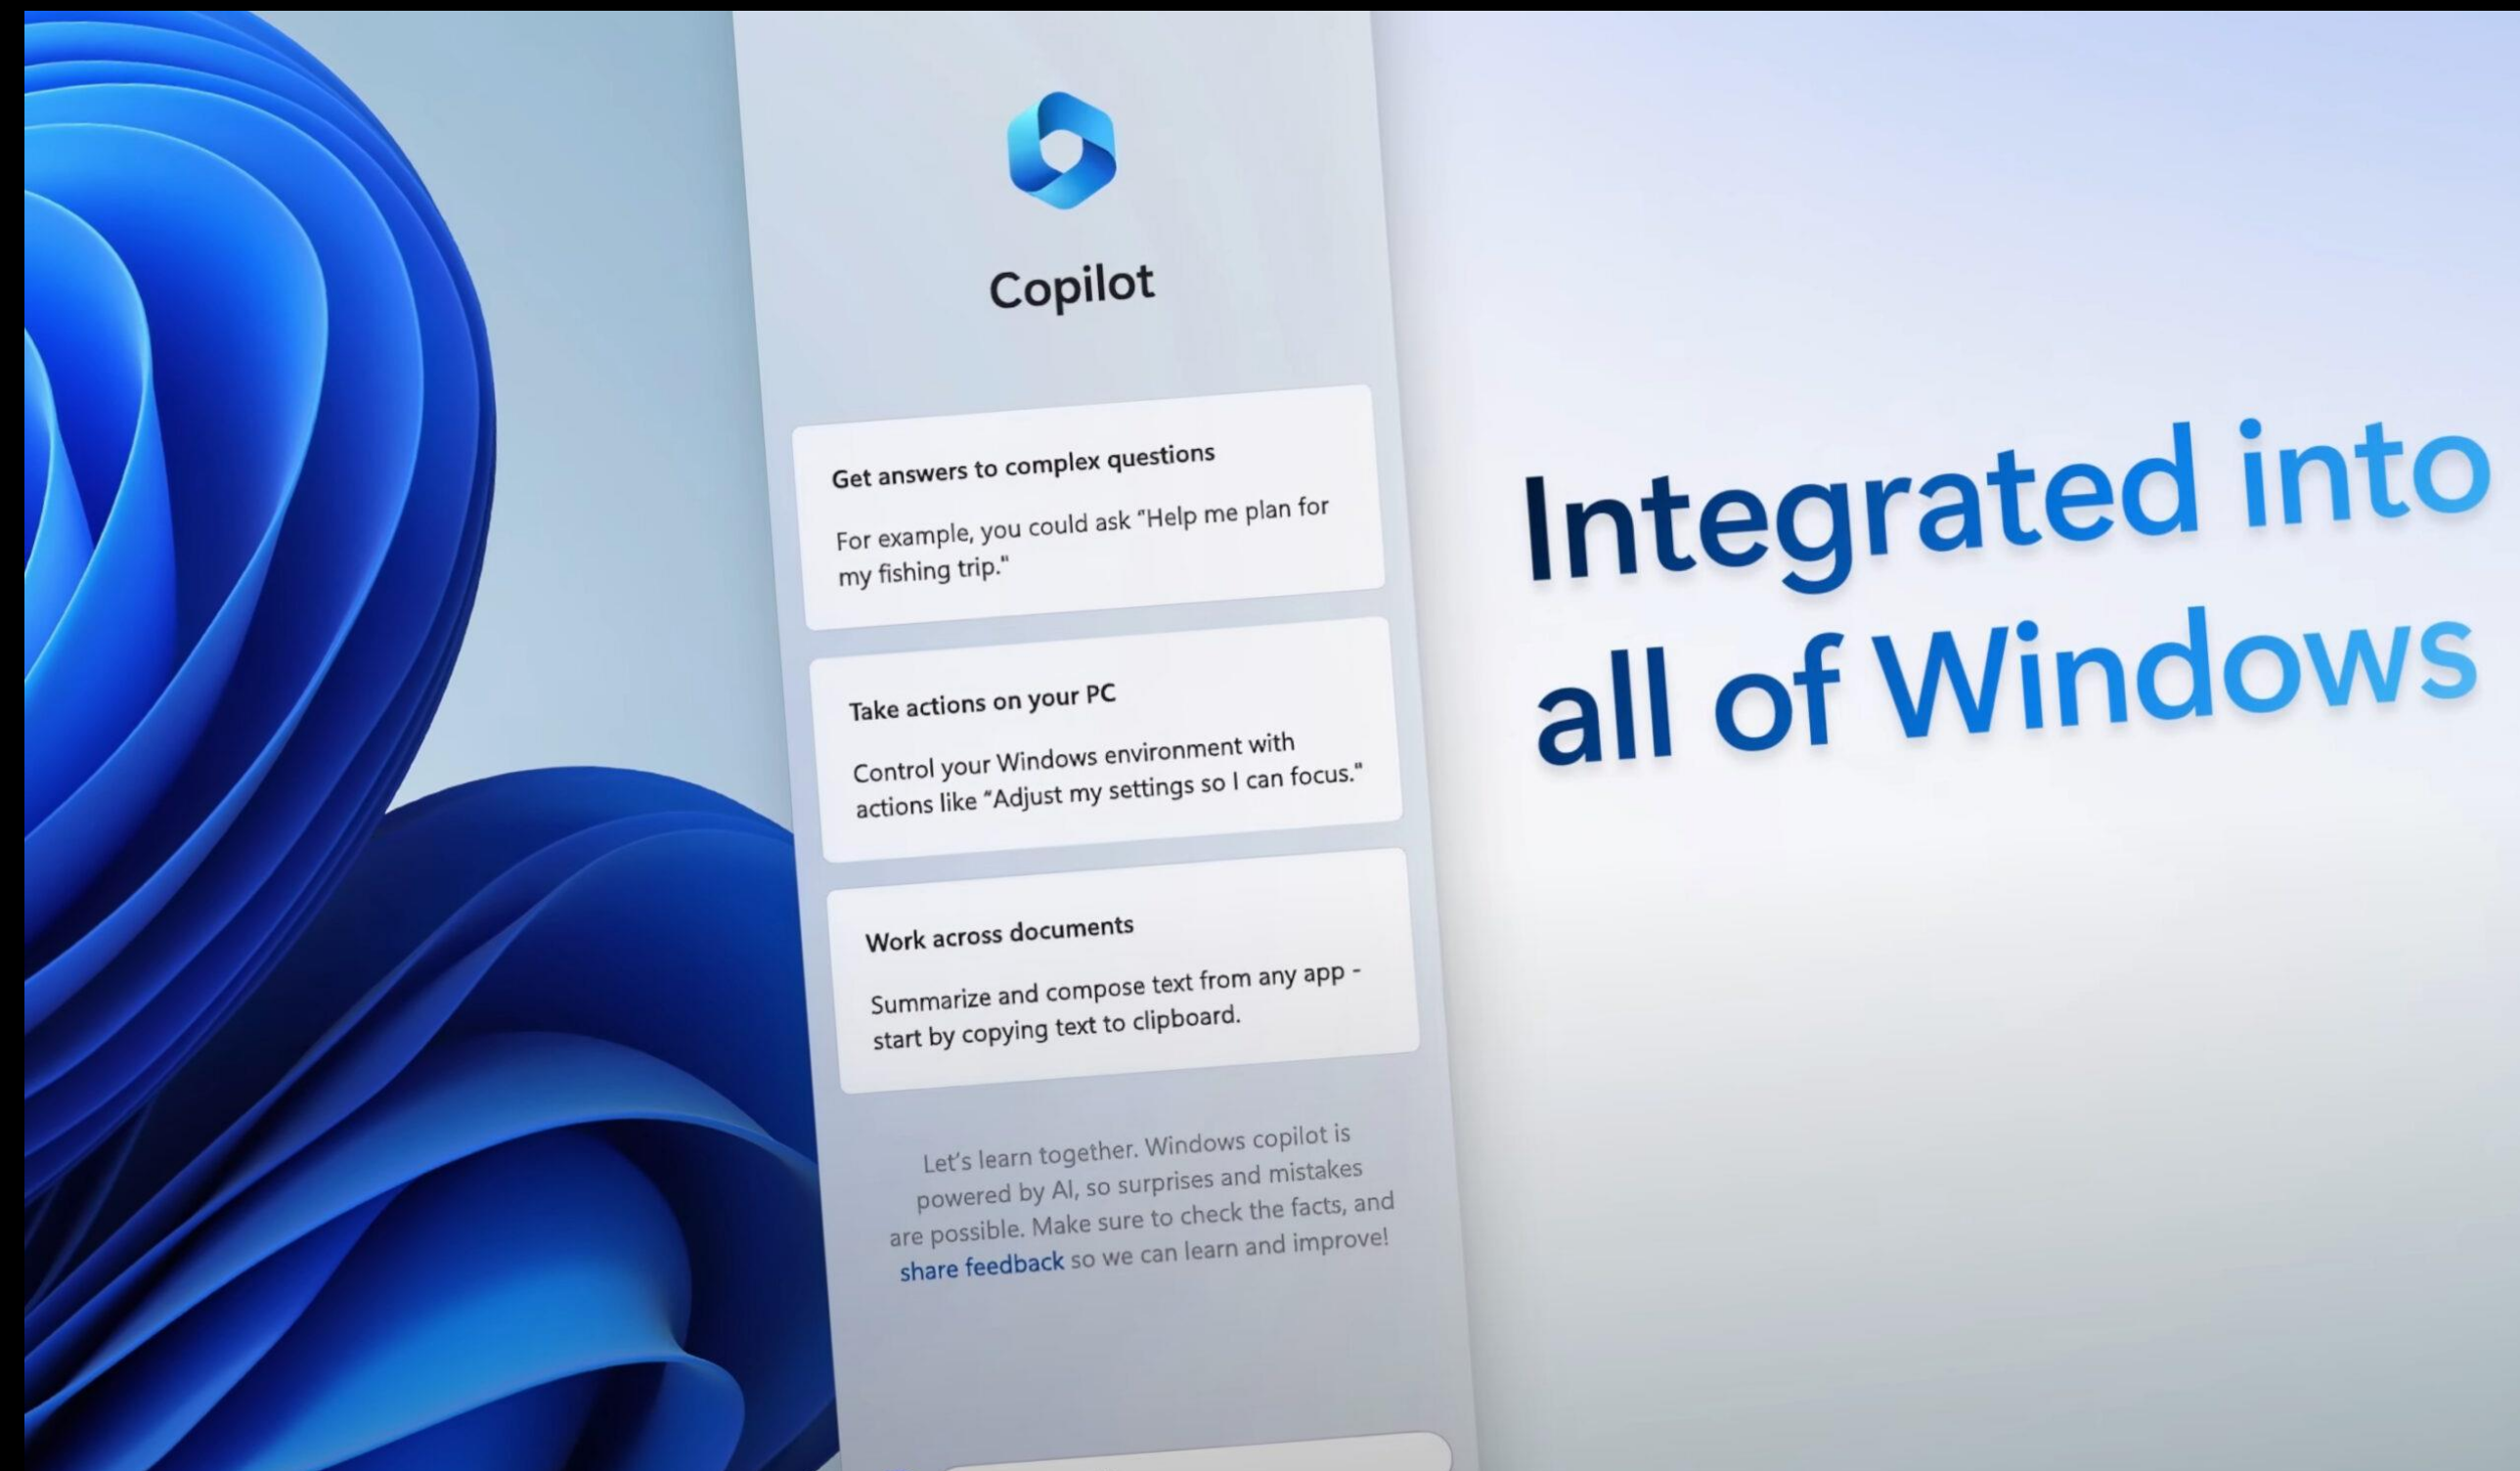 Copilot
Get answers to complex questions
For example, you could ask “Help me plan for
my fishing trip."
Take actions on your PC
Control your Windows environment with
actions like “Adjust my settings so I can focus."
Work across documents
Summarize and compose text from any app -
start by copying text to clipboard.
Let’s learn together. Windows copilot is
powered by AI, so surprises and mistakes
are possible. Make sure to check the facts, and
share feedback so we can learn and improve!
Integrated into
all of Windows